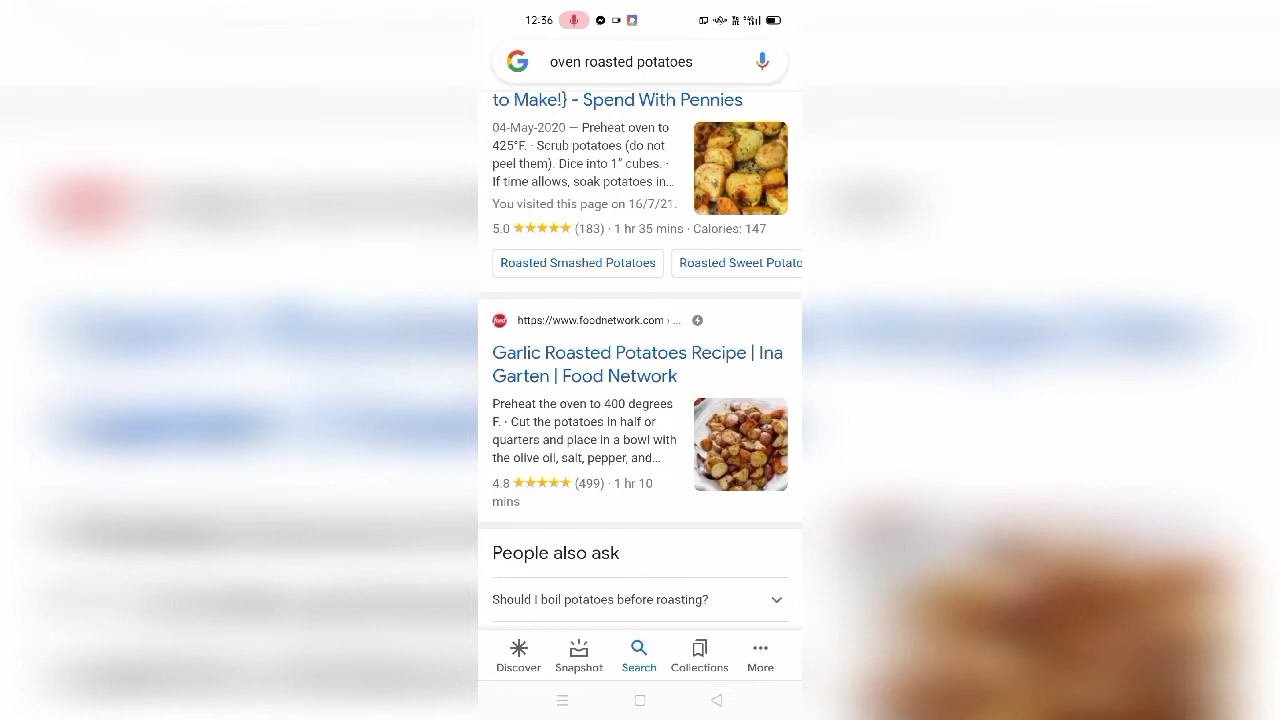 12.36
oven roasted potatoes
to Make!} - Spend With Pennies
04-May-2020 — Preheat oven to
425°F. · Scrub potatoes (do not
peel them). Dice into 1” cubes. ·
If time allows, soak potatoes in...
You visited this page on 16/7/21.
5.0 ★★★★★ (183) · 1 hr 35 mins · Calories: 147
Roasted Smashed Potatoes
Roasted Sweet Potato
food
https://www.foodnetwork.com › ...
Garlic Roasted Potatoes Recipe | Ina
Garten | Food Network
Preheat the oven to 400 degrees
F. · Cut the potatoes in half or
quarters and place in a bowl with
the olive oil, salt, pepper, and...
4.8 ★★★★★ (499) · 1 hr 10
mins
People also ask
Should I boil potatoes before roasting?
Discover
Snapshot
Search
Collections
More